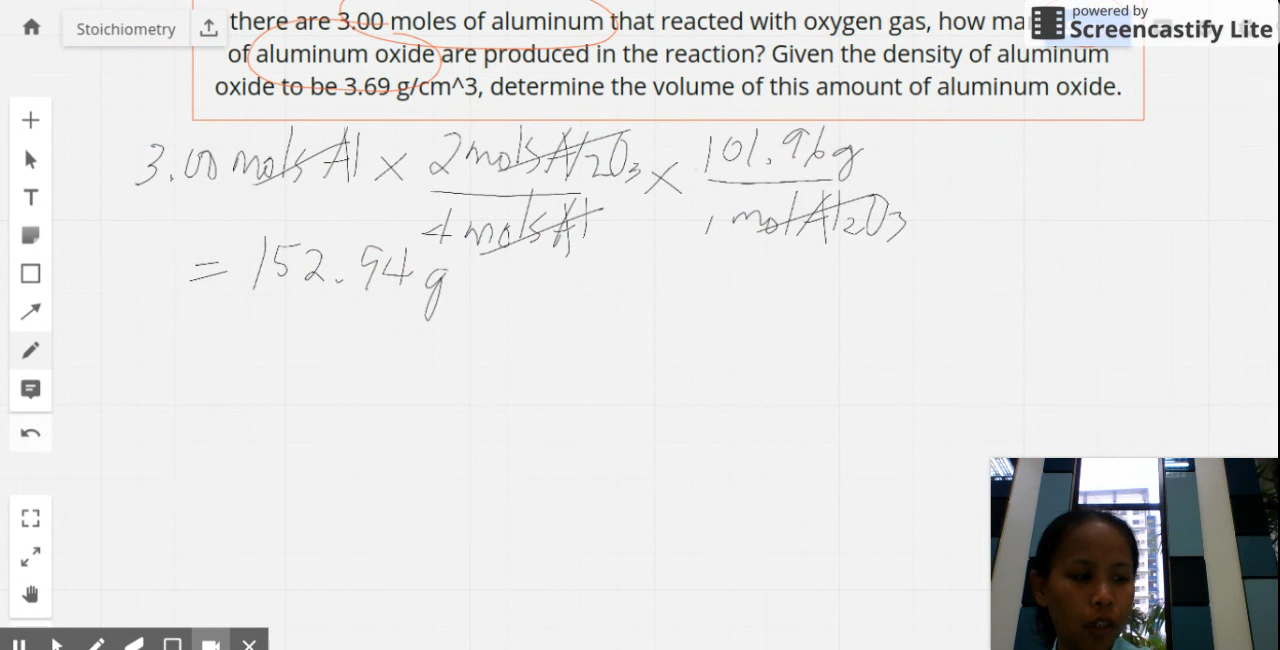 powered by
Screencastify Lite
Stoichiometry
there are 3.00 moles of aluminum that reacted with oxygen gas, how
of aluminum oxide are produced in the reaction? Given the density of aluminum
oxide to be 3.69 g/cm^3, determine the volume of this amount of aluminum oxide.
T
3.00 mols Al × 2 mols Al2O3 × 101.96 g
4 mols Al 1 mol Al2O3
= 152.94 g